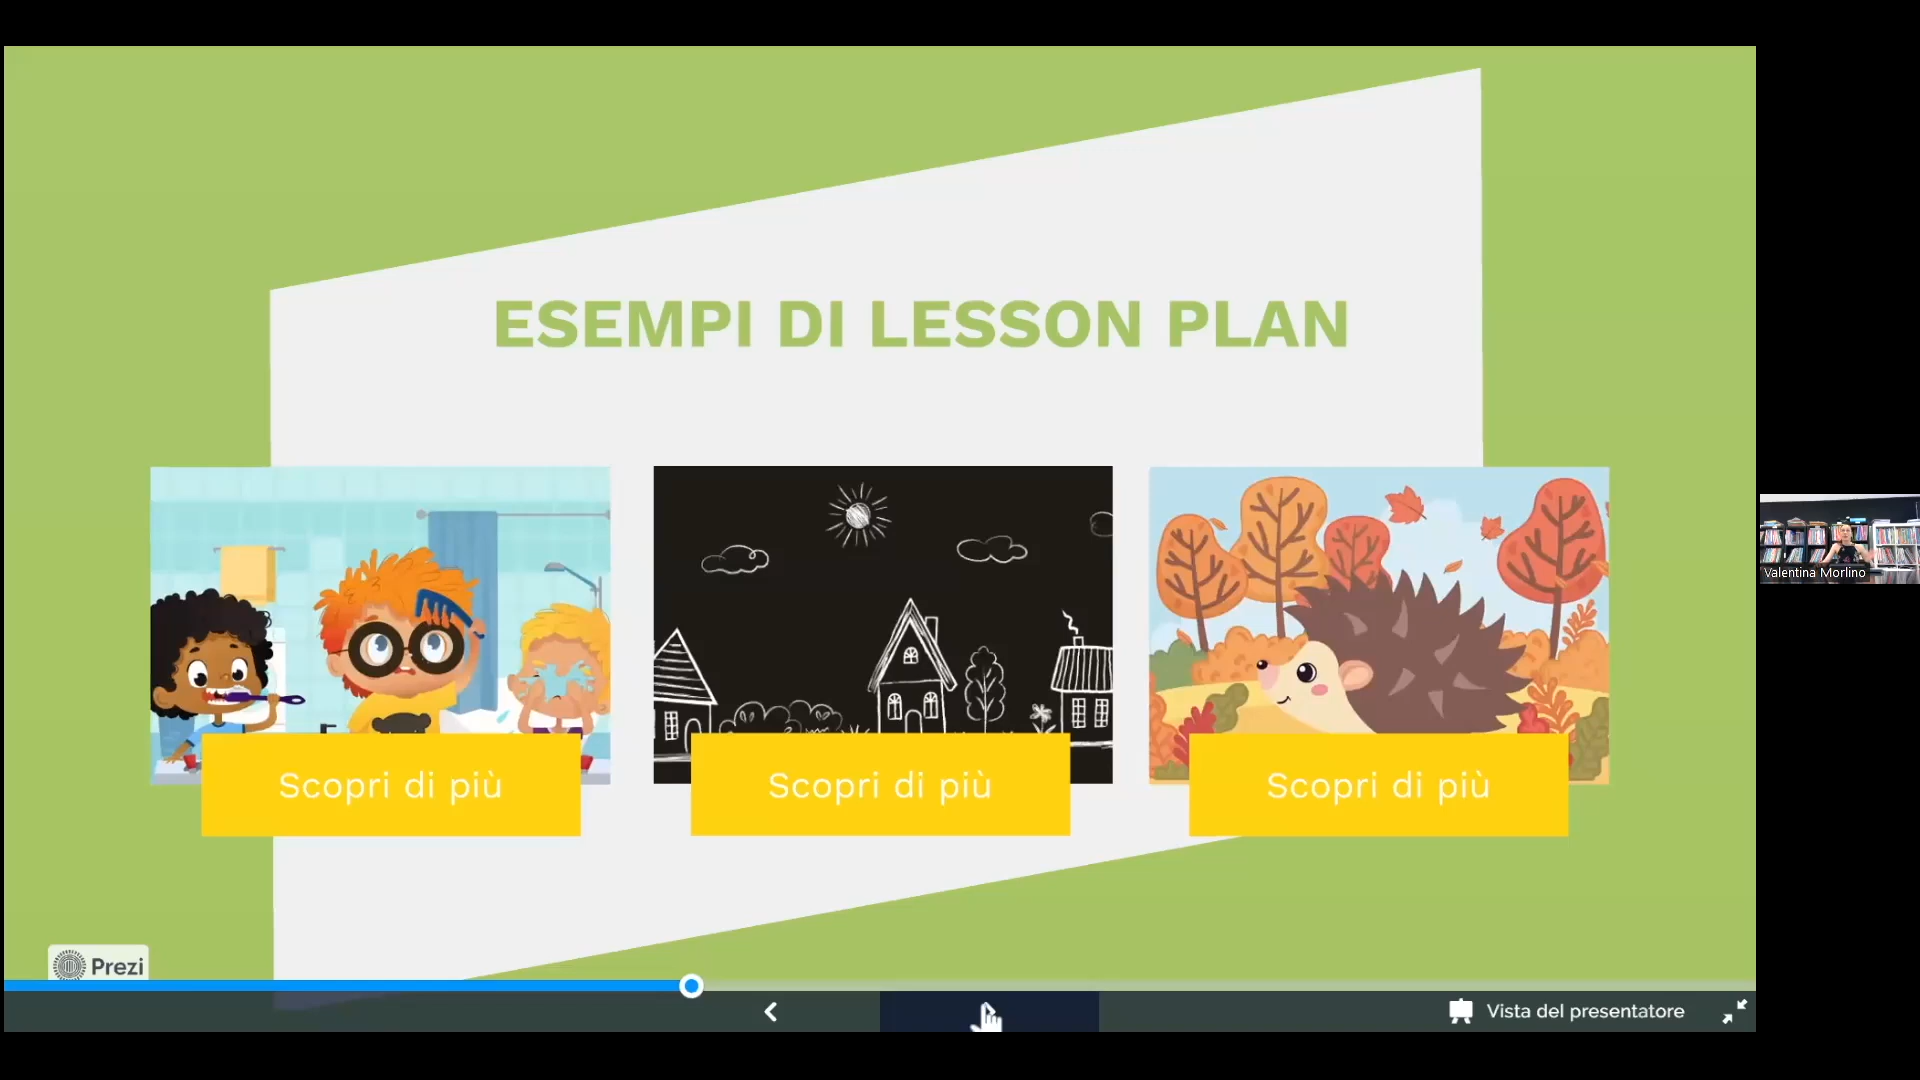 ESEMPI DI LESSON PLAN
Scopri di più
Scopri di più
Scopri di più
Valentina Morlino
Prezi
Vista del presentatore